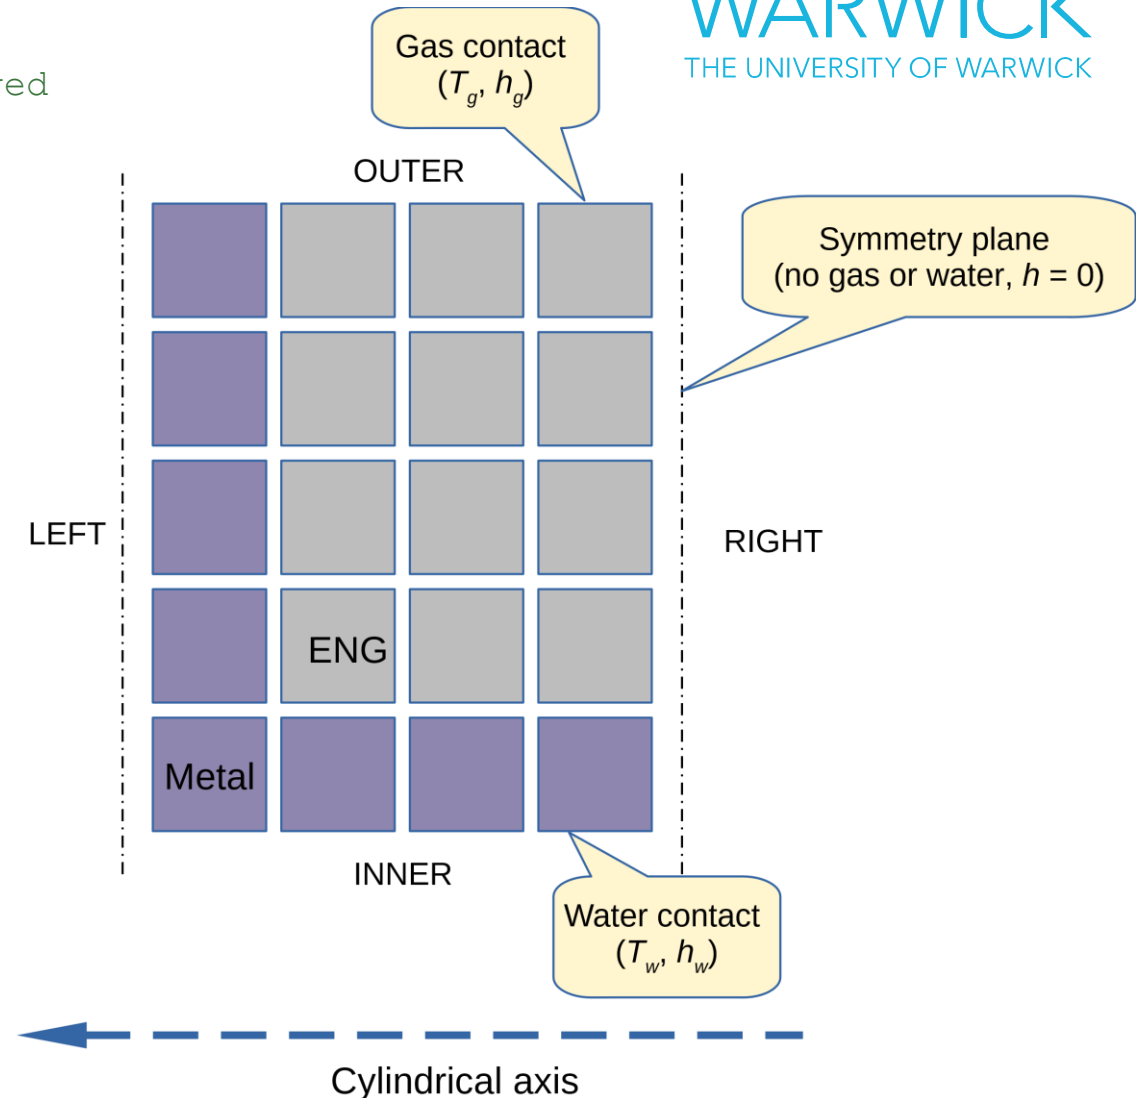 WARWICK
THE UNIVERSITY OF WARWICK
Gas contact
(Tg, hg)
OUTER
Symmetry plane
(no gas or water, h = 0)
LEFT
RIGHT
ENG
Metal
INNER
Water contact
(Tw, hw)
Cylindrical axis